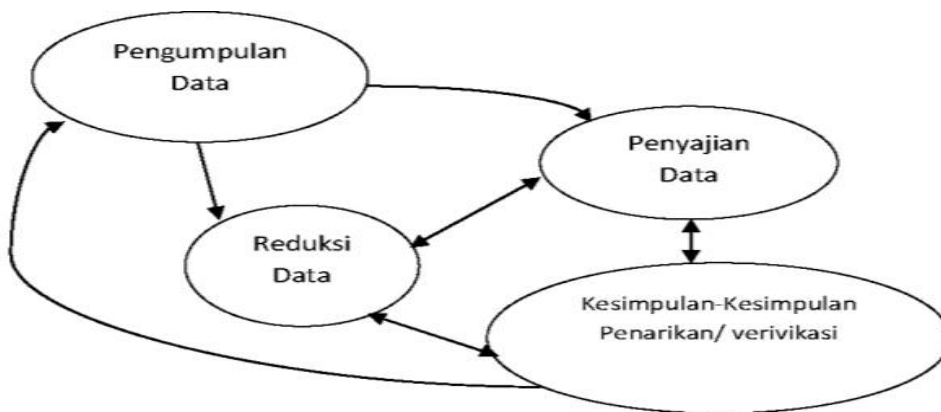 Pengumpulan
Data
Penyajian
Data
Reduksi
Data
Kesimpulan-Kesimpulan
Penarikan/ verivikasi